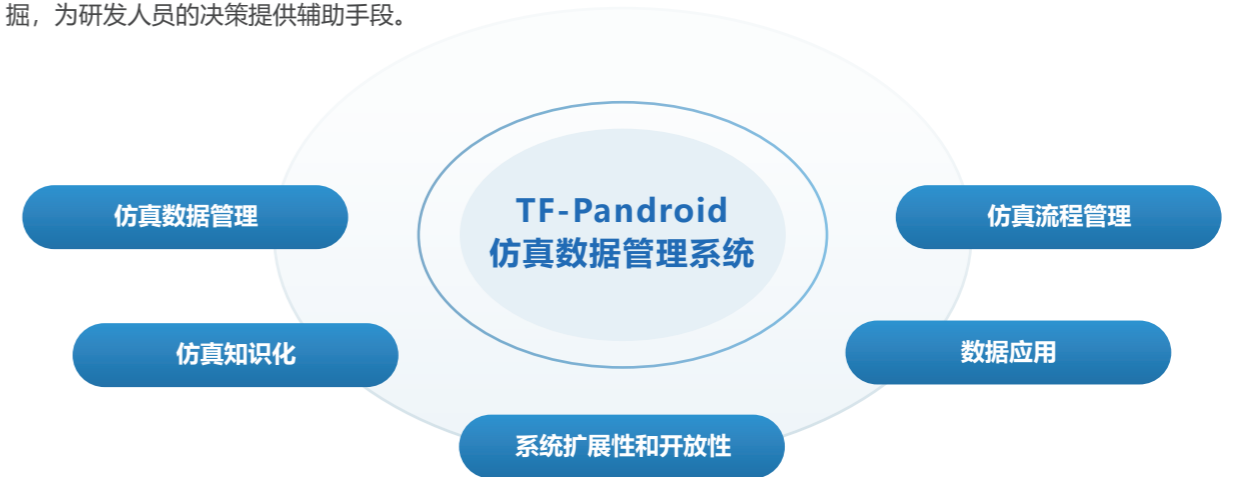 掘，为研发人员的决策提供辅助手段。
TF-Pandroid
仿真数据管理系统
仿真数据管理
仿真流程管理
仿真知识化
数据应用
系统扩展性和开放性